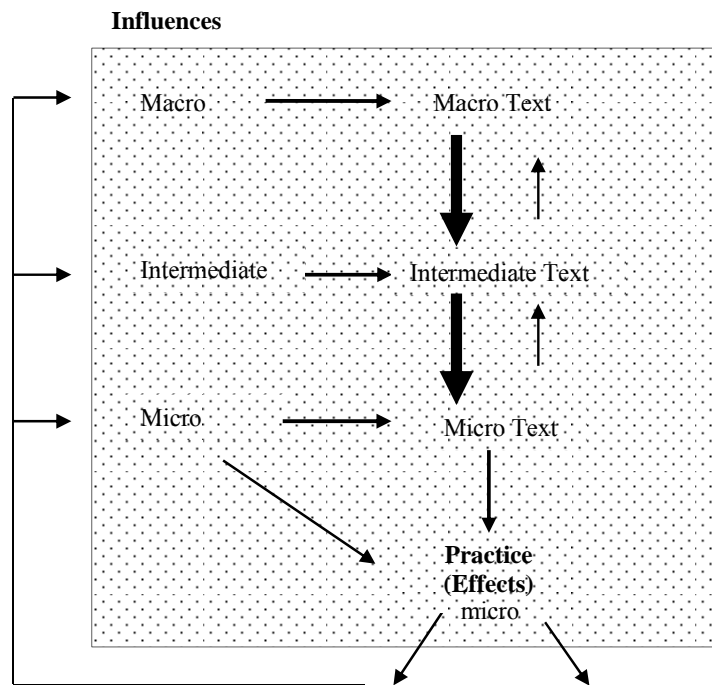 Influences
Macro
Macro Text
Intermediate
Intermediate Text
Micro
Micro Text
Practice
(Effects)
micro